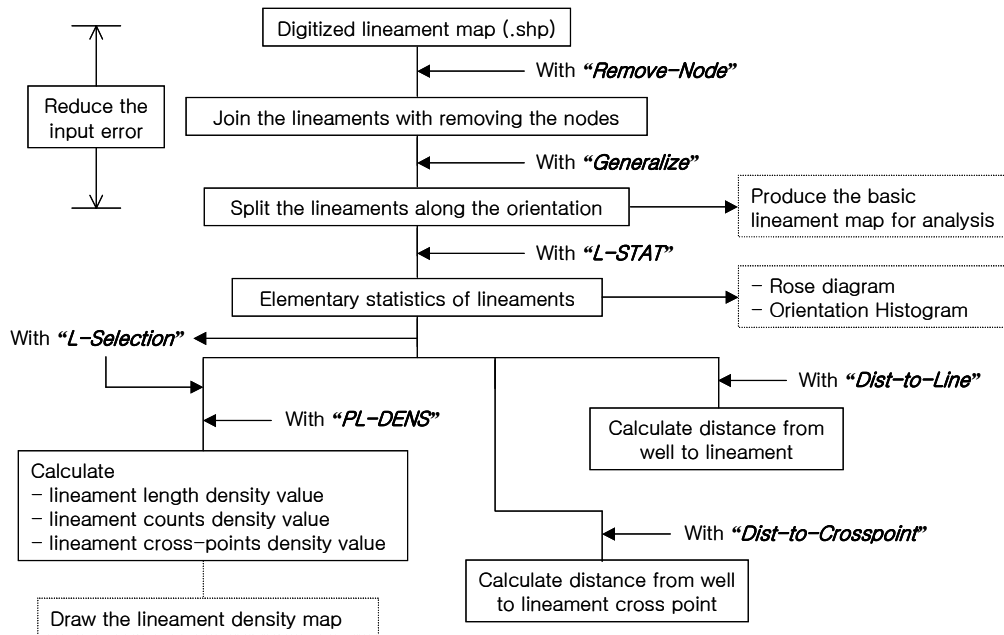 Digitized lineament map (.shp)
With “Remove-Node”
Reduce the
input error
Join the lineaments with removing the nodes
With “Generalize”
Split the lineaments along the orientation
Produce the basic
lineament map for analysis
With “L-STAT”
Elementary statistics of lineaments
- Rose diagram
- Orientation Histogram
With “L-Selection”
With “Dist-to-Line”
With “PL-DENS”
Calculate distance from
well to lineament
Calculate
- lineament length density value
- lineament counts density value
- lineament cross-points density value
With “Dist-to-Crosspoint”
Calculate distance from well
to lineament cross point
Draw the lineament density map